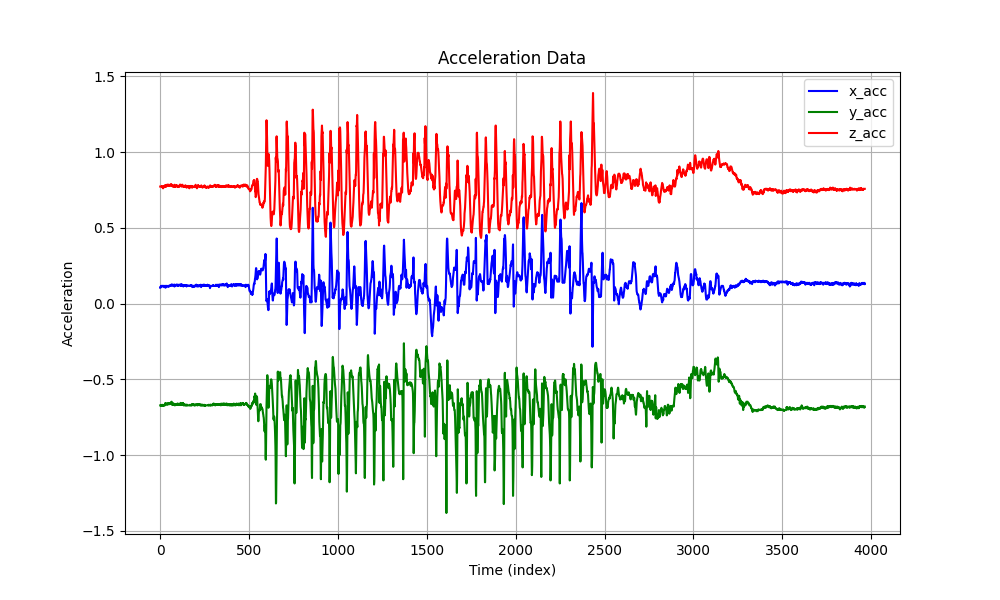 Acceleration Data
1.5
1.0
0.5
0.0
−0.5
−1.0
−1.5
Acceleration
x_acc
y_acc
z_acc
0 500 1000 1500 2000 2500 3000 3500 4000
Time (index)